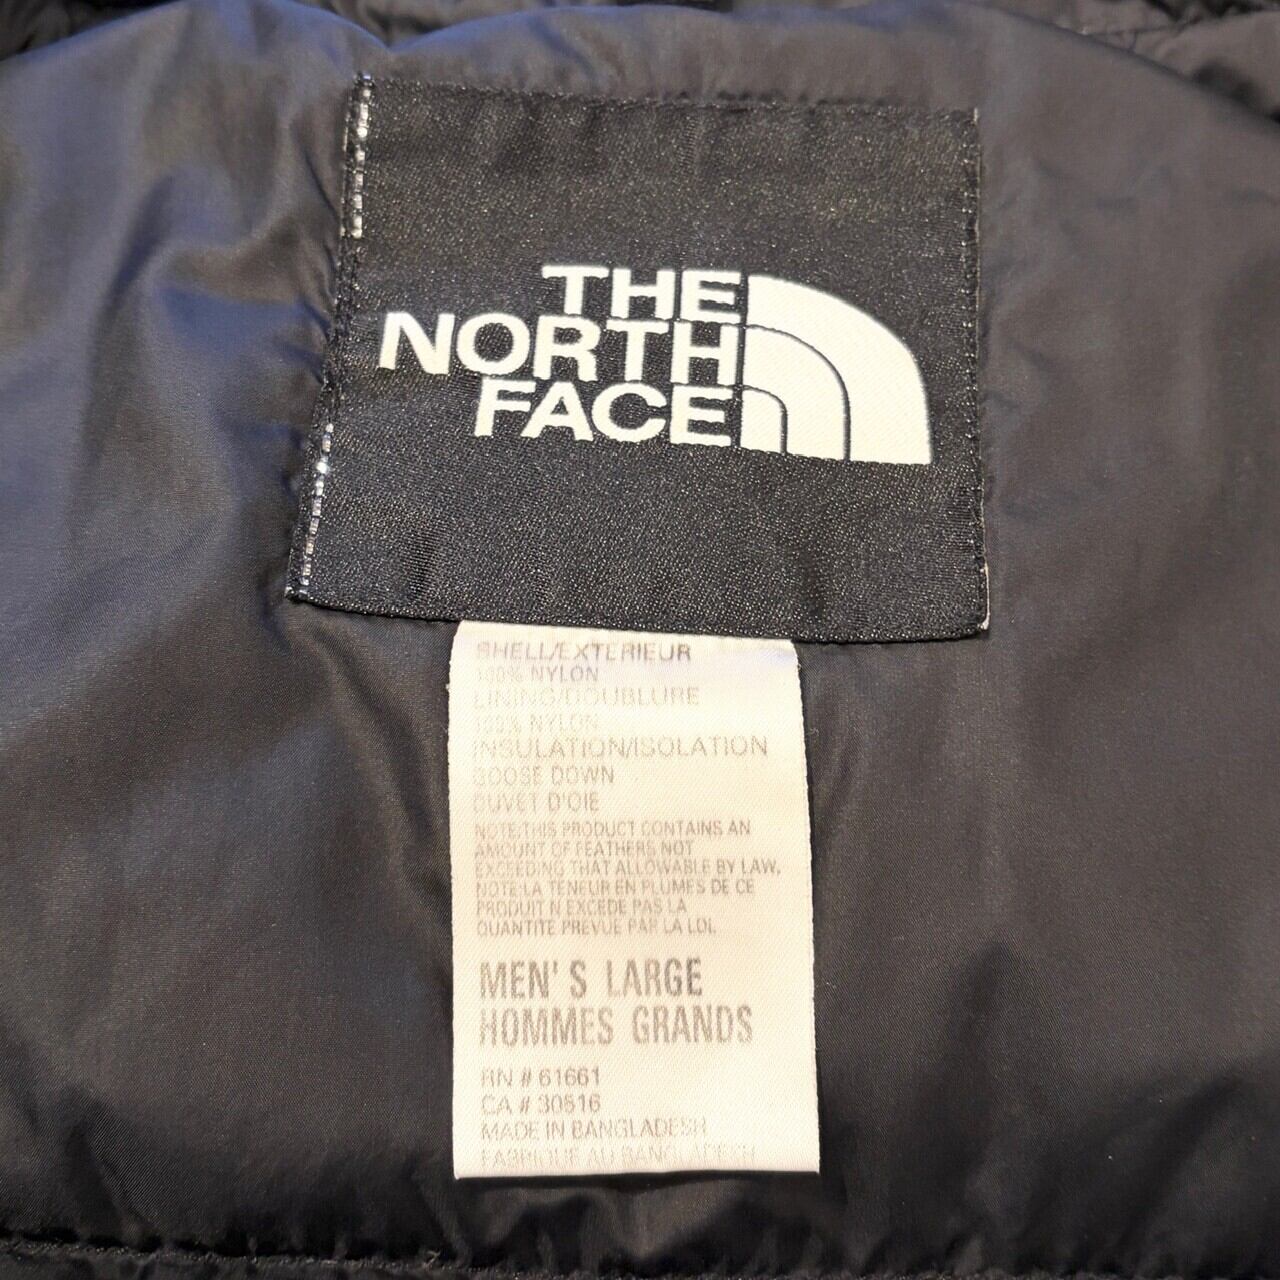 THE
NORTH
FACE
SHELL/EXTERIEUR
100% NYLON
LINING/DOUBLURE
100% NYLON
INSULATION/ISOLATION
GOOSE DOWN
DUVET D'OIE
NOTE:THIS PRODUCT CONTAINS AN
AMOUNT OF FEATHERS NOT
EXCEEDING THAT ALLOWABLE BY LAW.
NOTE:LA TENEUR EN PLUMES DE CE
PRODUIT N EXCEDE PAS LA
QUANTITE PREVUE PAR LA LOI.
MEN'S LARGE
HOMMES GRANDS
RN # 61661
CA # 30516
MADE IN BANGLADESH
FABRIQUE AU BANGLADESH